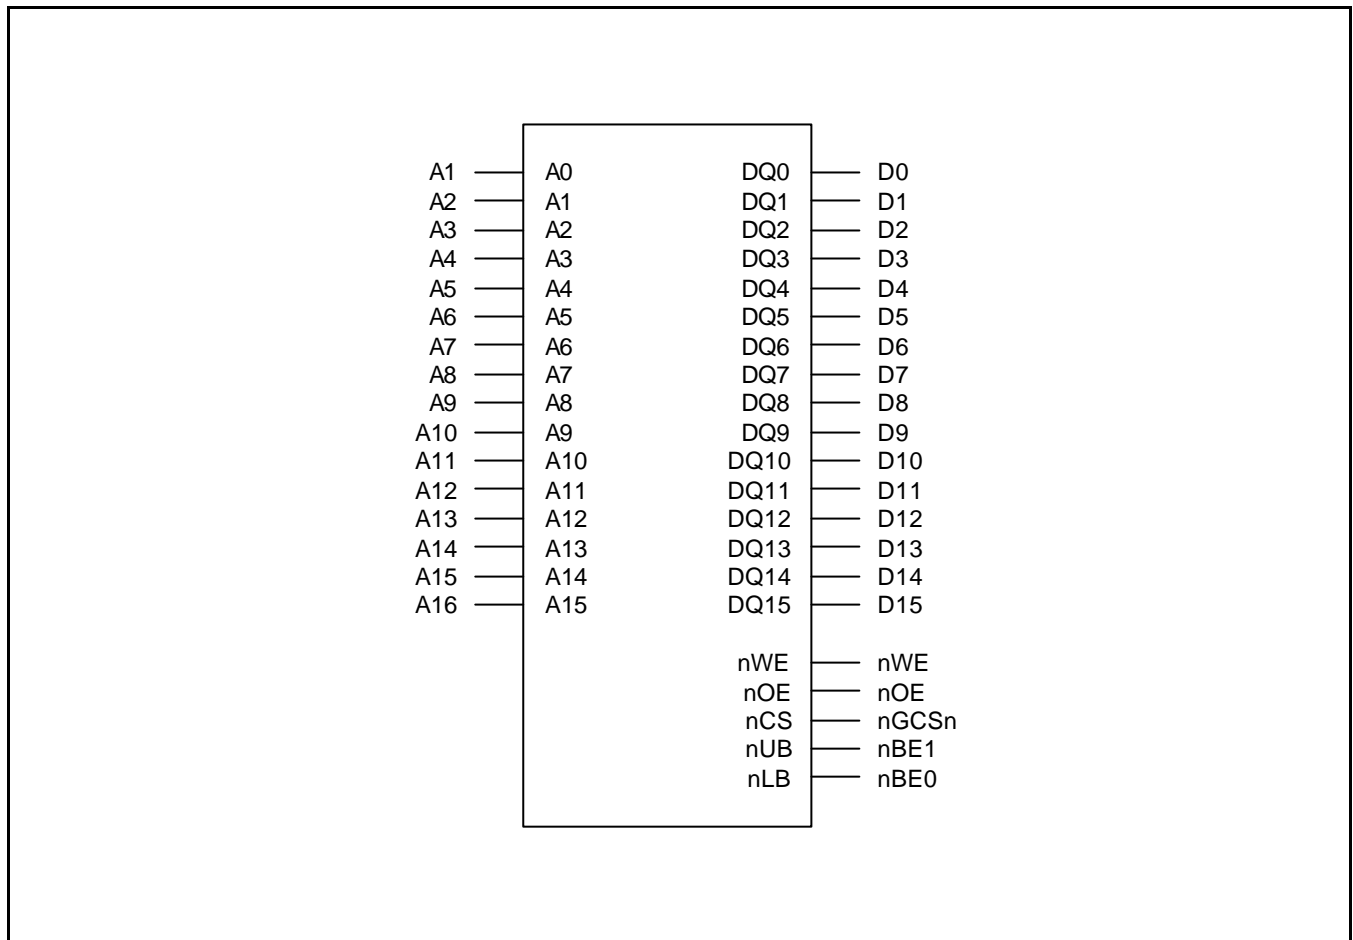 A1 A0 DQ0 D0
A2 A1 DQ1 D1
A3 A2 DQ2 D2
A4 A3 DQ3 D3
A5 A4 DQ4 D4
A6 A5 DQ5 D5
A7 A6 DQ6 D6
A8 A7 DQ7 D7
A9 A8 DQ8 D8
A10 A9 DQ9 D9
A11 A10 DQ10 D10
A12 A11 DQ11 D11
A13 A12 DQ12 D12
A14 A13 DQ13 D13
A15 A14 DQ14 D14
A16 A15 DQ15 D15
nWE nWE
nOE nOE
nCS nGCSn
nUB nBE1
nLB nBE0